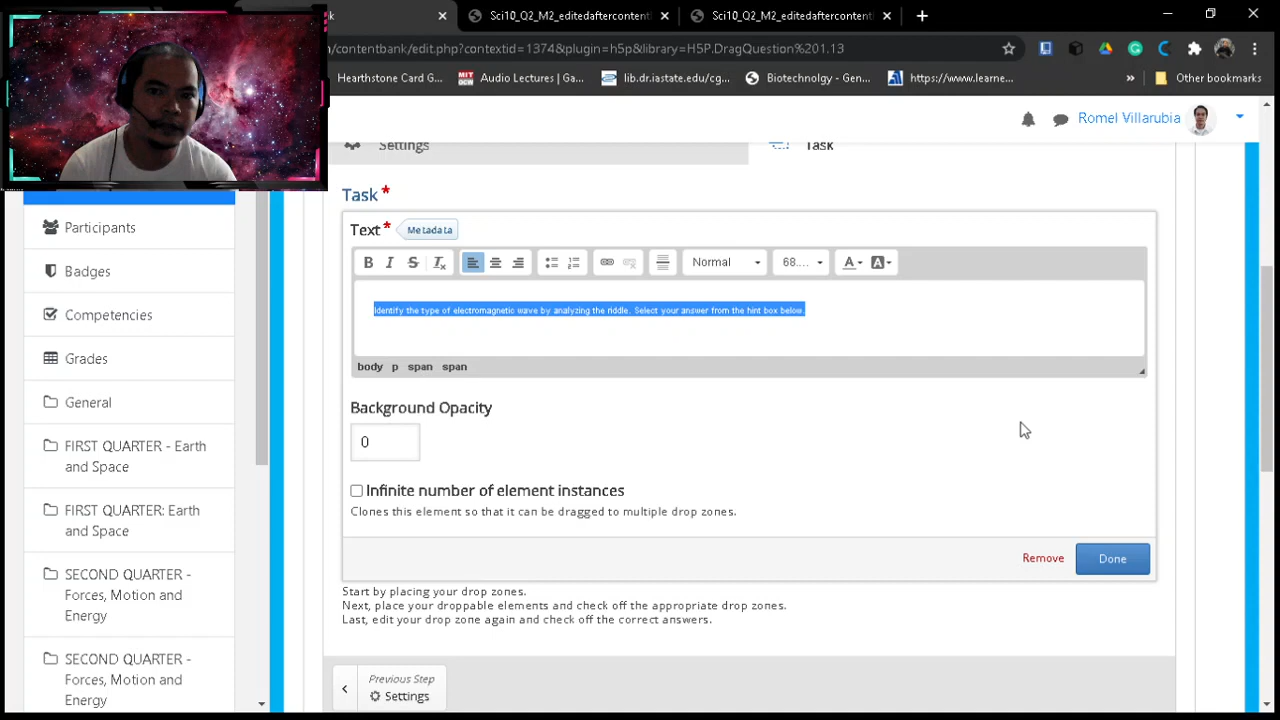 010_Q2_M2_editedaftercontent
Q10_Q2_M2_editedaftercon
/contentbank/edit.php?contextid=1374&plugin=h5p&library=H5P.DragQuestion%201.13
Hearthstone Card G...
Audio Lectures | Ga...
lib.dr.iastate/cg...
Biotechnolgy - Gen...
https://www.learne...
»
Other bookmarks
Romel Villarubia
Settings
Task
Participants
Badges
Competencies
Grades
General
FIRST QUARTER - Earth
and Space
FIRST QUARTER: Earth
and Space
SECOND QUARTER -
Forces, Motion and
Energy
SECOND QUARTER -
Forces, Motion and
Energy
Task *
Text * Metadata
B I S Tx Normal 68.... A A
Identify the type of electromagnetic wave by analyzing the riddle. Select your answer from the hint box below.
body p span span
Background Opacity
0
Infinite number of element instances
Clones this element so that it can be dragged to multiple drop zones.
Remove Done
Start by placing your drop zones.
Next, place your droppable elements and check off the appropriate drop zones.
Last, edit your drop zone again and check off the correct answers.
Previous Step
Settings